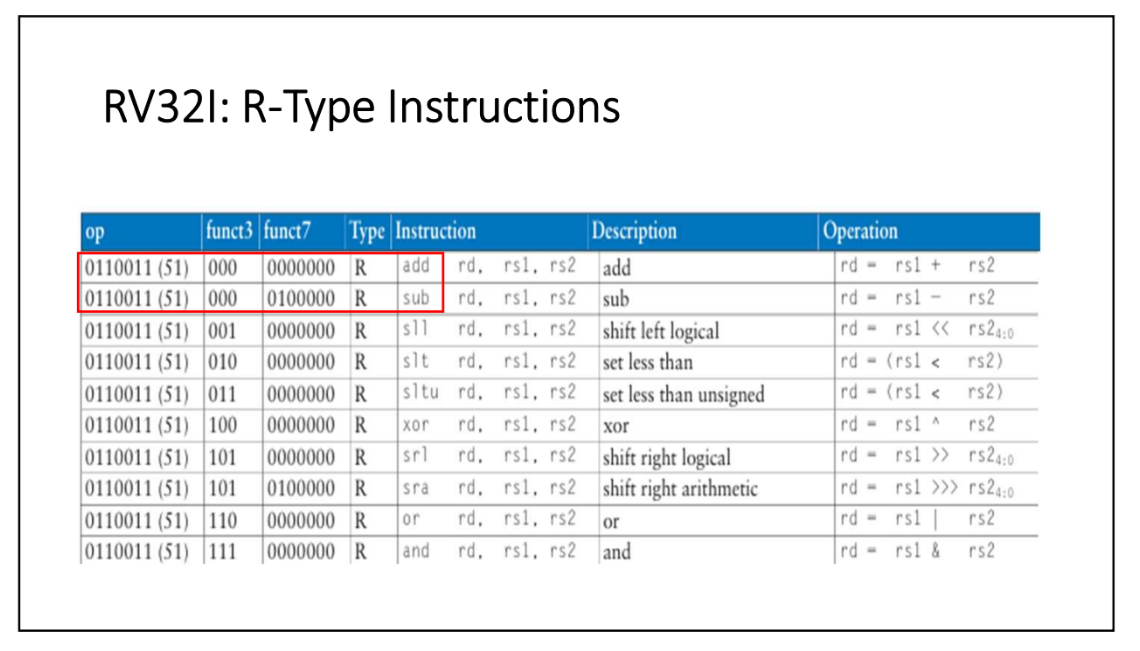 RV32I: R-Type Instructions
op funct3 funct7 Type Instruction Description Operation
0110011 (51) 000 0000000 R add rd, rs1, rs2 add rd = rs1 + rs2
0110011 (51) 000 0100000 R sub rd, rs1, rs2 sub rd = rs1 − rs2
0110011 (51) 001 0000000 R sll rd, rs1, rs2 shift left logical rd = rs1 << rs2₄:₀
0110011 (51) 010 0000000 R slt rd, rs1, rs2 set less than rd = (rs1 < rs2)
0110011 (51) 011 0000000 R sltu rd, rs1, rs2 set less than unsigned rd = (rs1 < rs2)
0110011 (51) 100 0000000 R xor rd, rs1, rs2 xor rd = rs1 ^ rs2
0110011 (51) 101 0000000 R srl rd, rs1, rs2 shift right logical rd = rs1 >> rs2₄:₀
0110011 (51) 101 0100000 R sra rd, rs1, rs2 shift right arithmetic rd = rs1 >>> rs2₄:₀
0110011 (51) 110 0000000 R or rd, rs1, rs2 or rd = rs1 | rs2
0110011 (51) 111 0000000 R and rd, rs1, rs2 and rd = rs1 & rs2